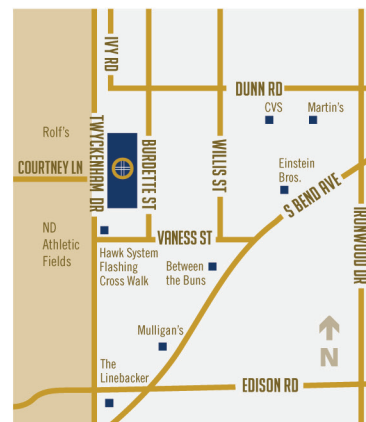 IVY RD
DUNN RD
CVS
Martin's
Rolf's
TWYCKENHAM DR
BURDETTE ST
WILLIS ST
COURTNEY LN
Einstein
Bros.
S BEND AVE
IRONWOOD DR
ND
Athletic
Fields
VANESS ST
Hawk System
Flashing
Cross Walk
Between
the Buns
Mulligan's
N
The
Linebacker
EDISON RD